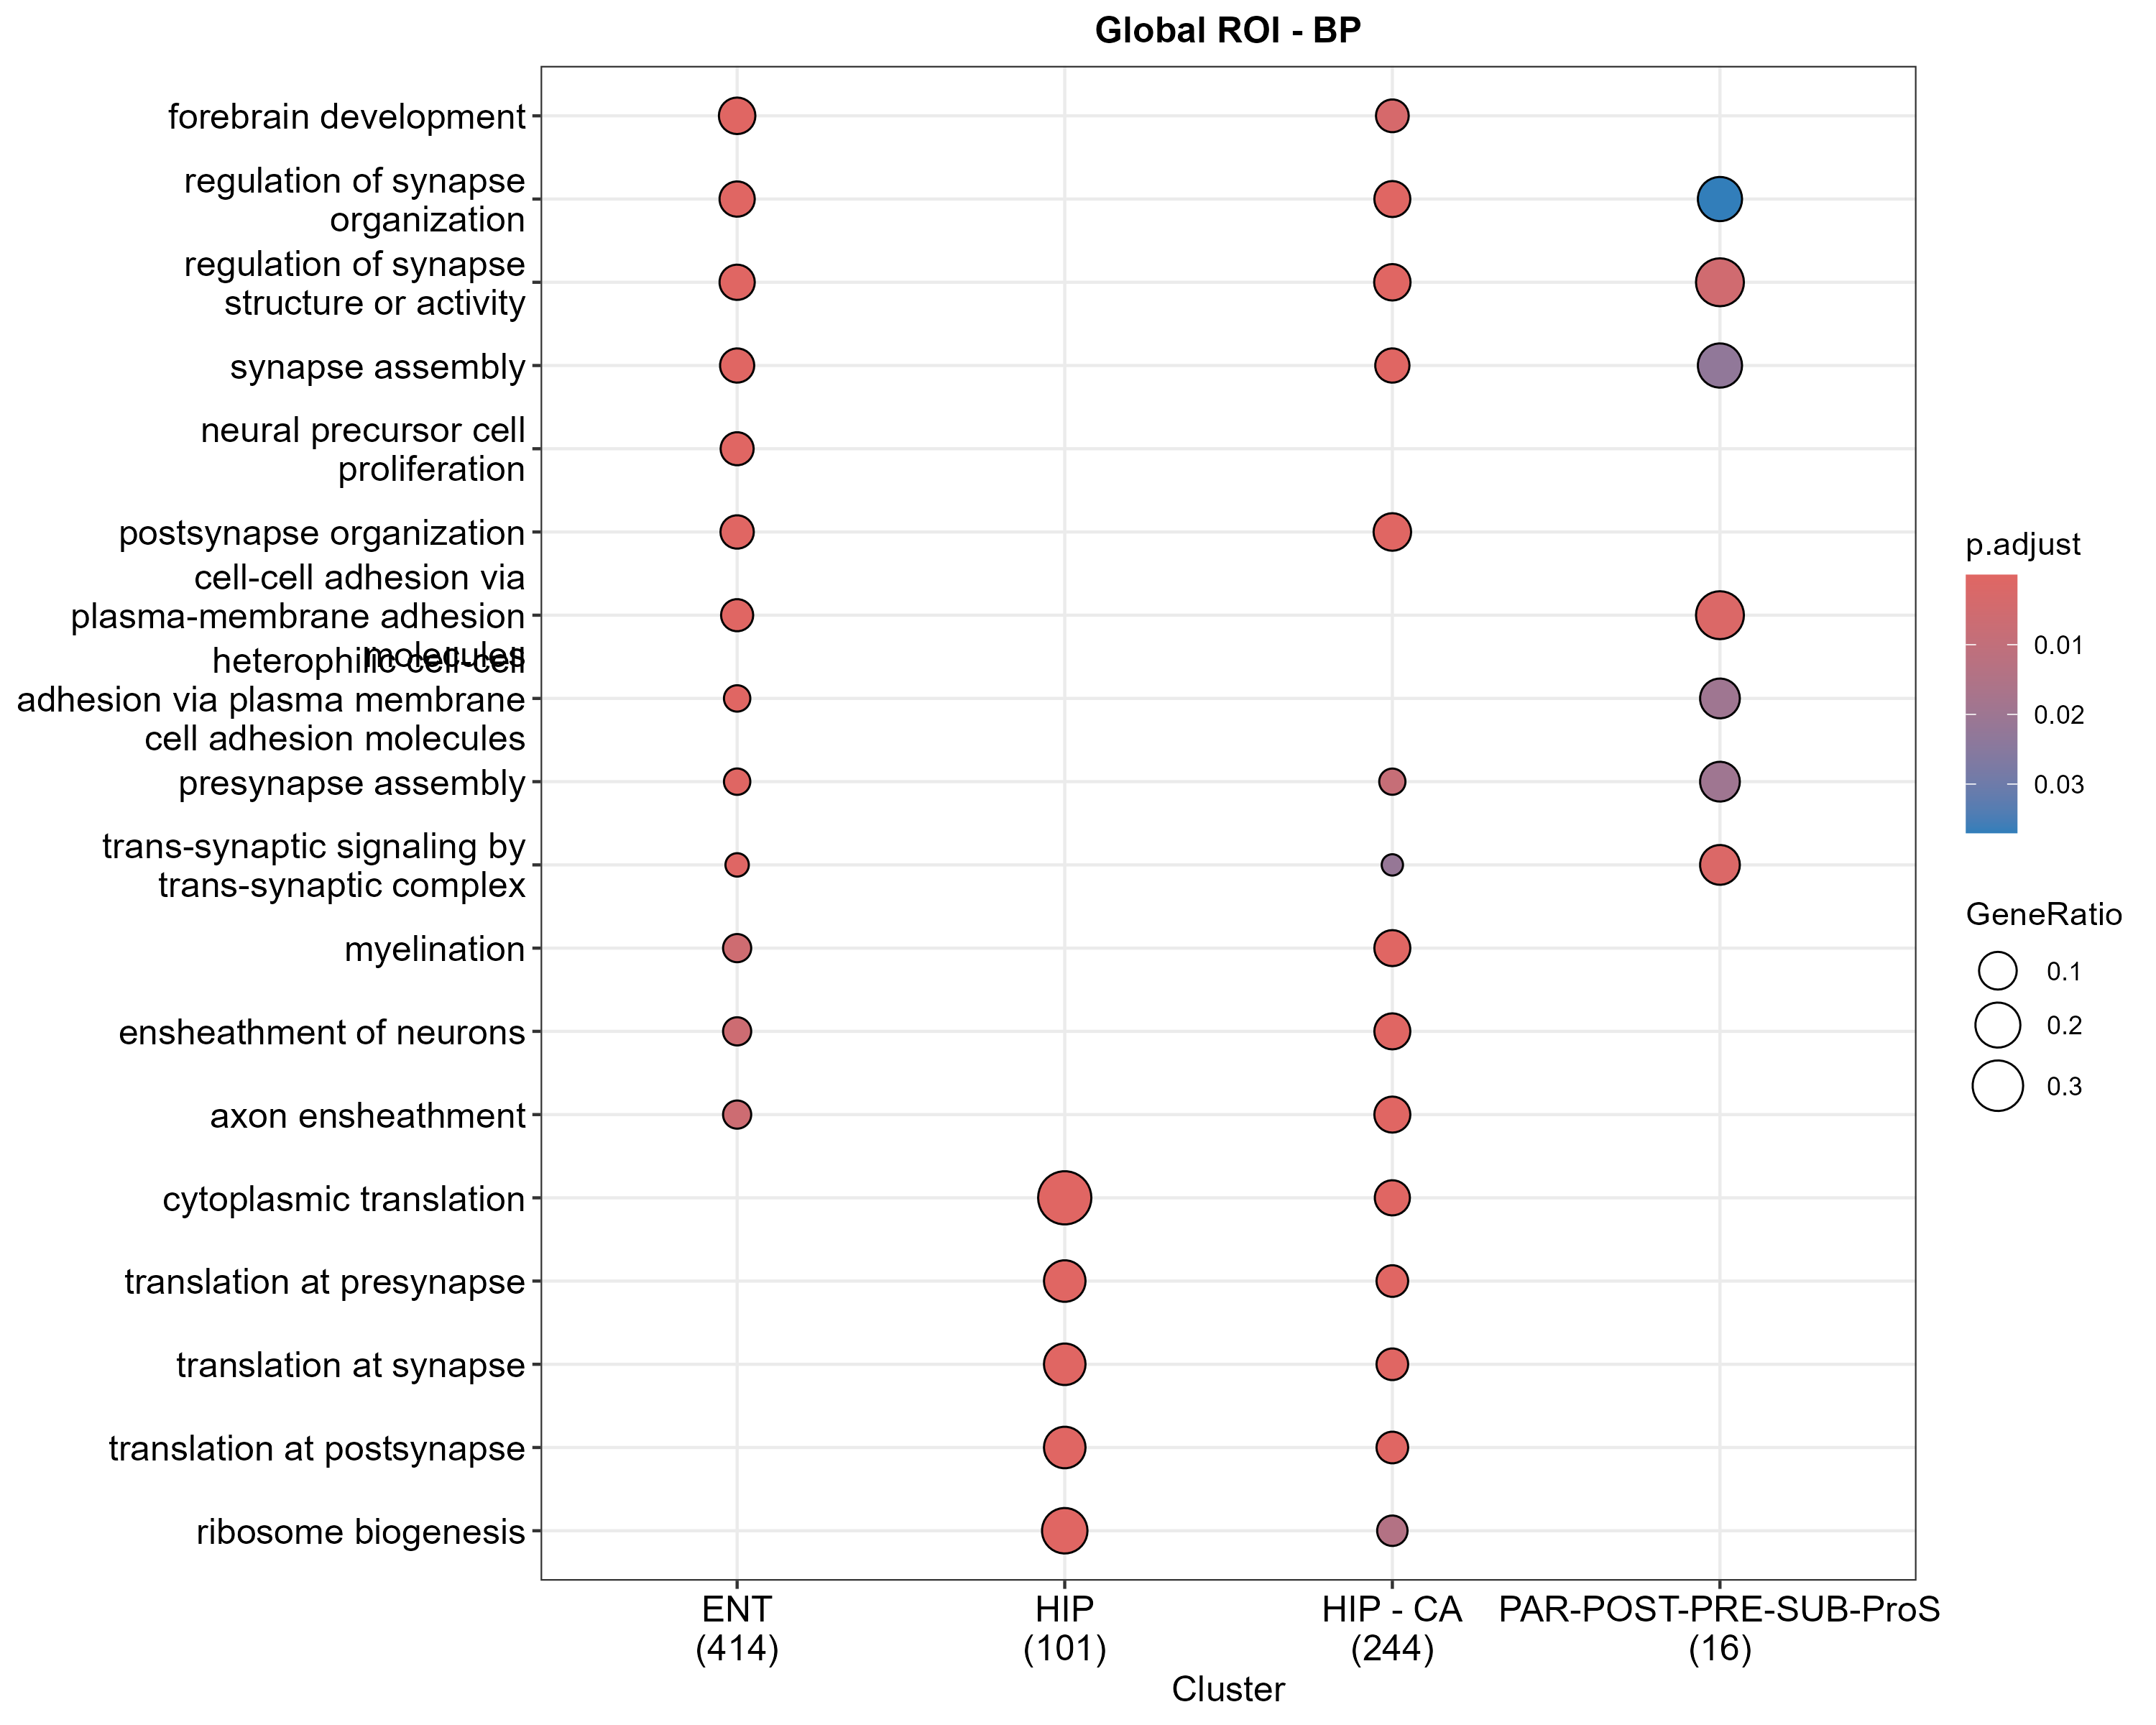 Global ROI - BP
forebrain development
regulation of synapse
organization
regulation of synapse
structure or activity
synapse assembly
neural precursor cell
proliferation
postsynapse organization
cell-cell adhesion via
plasma-membrane adhesion
molecules
heterophilic cell-cell
adhesion via plasma membrane
cell adhesion molecules
presynapse assembly
trans-synaptic signaling by
trans-synaptic complex
myelination
ensheathment of neurons
axon ensheathment
cytoplasmic translation
translation at presynapse
translation at synapse
translation at postsynapse
ribosome biogenesis
ENT
(414)
HIP
(101)
HIP - CA
(244)
PAR-POST-PRE-SUB-ProS
(16)
Cluster
p.adjust
0.01
0.02
0.03
GeneRatio
0.1
0.2
0.3